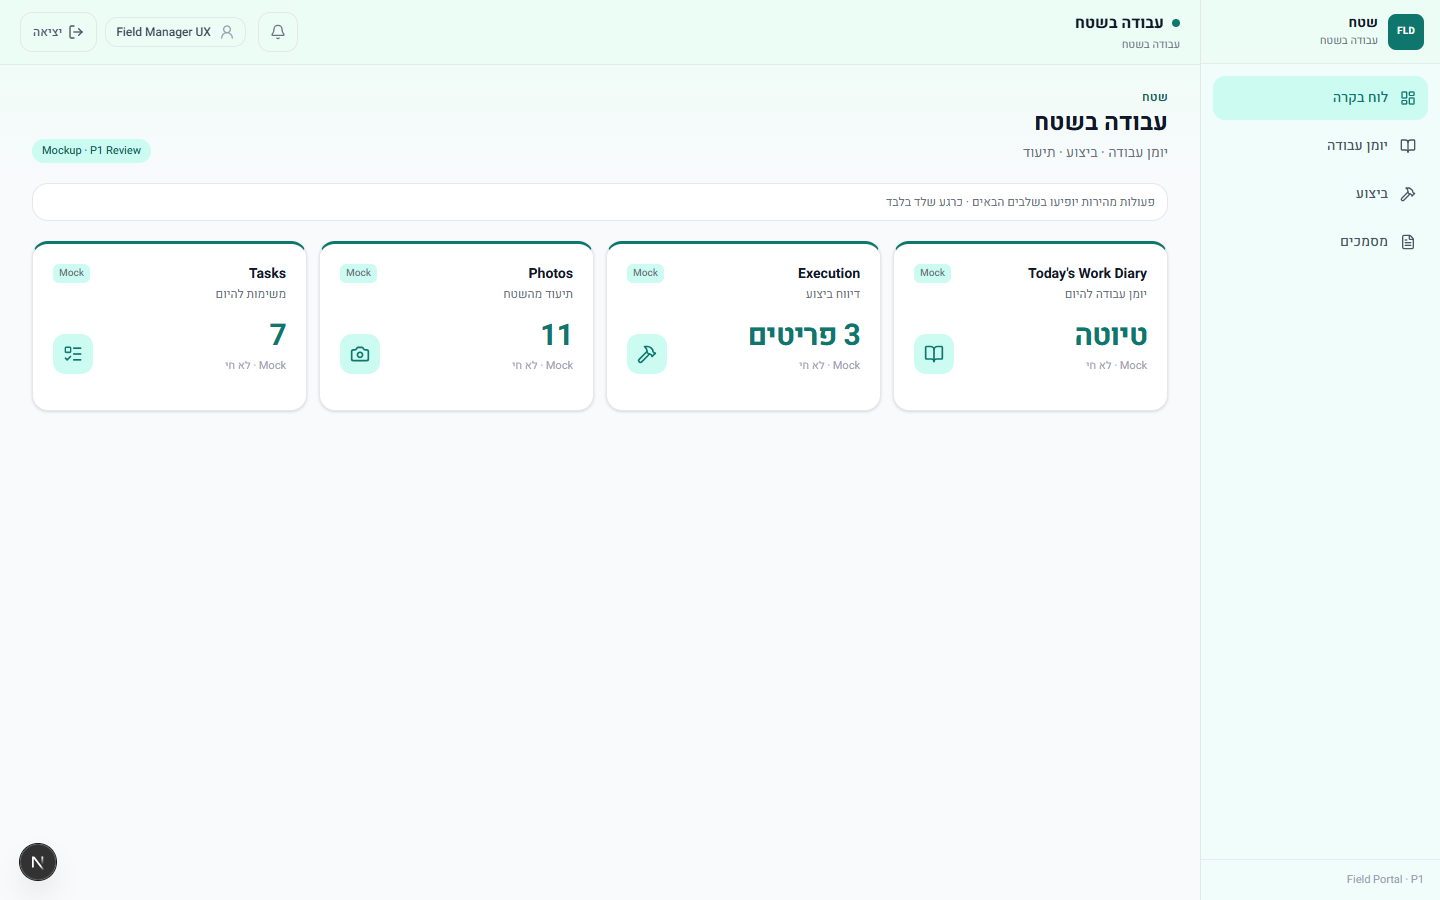 FLD
שטח
עבודה בשטח
לוח בקרה
יומן עבודה
ביצוע
מסמכים
Field Portal · P1
עבודה בשטח
עבודה בשטח
Field Manager UX
יציאה
שטח
עבודה בשטח
יומן עבודה · ביצוע · תיעוד
Mockup · P1 Review
פעולות מהירות יופיעו בשלבים הבאים · כרגע שלד בלבד
Today's Work Diary
Mock
יומן עבודה להיום
טיוטה
Mock · לא חי
Execution
Mock
דיווח ביצוע
3 פריטים
Mock · לא חי
Photos
Mock
תיעוד מהשטח
11
Mock · לא חי
Tasks
Mock
משימות להיום
7
Mock · לא חי
N